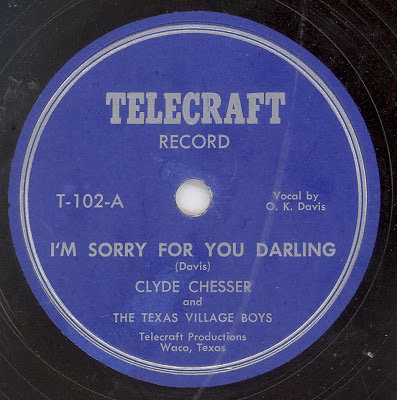 TELECRAFT
RECORD
T-102-A
Vocal by
O. K. Davis
I'M SORRY FOR YOU DARLING
(Davis)
CLYDE CHESSER
and
THE TEXAS VILLAGE BOYS
Telecraft Productions
Waco, Texas